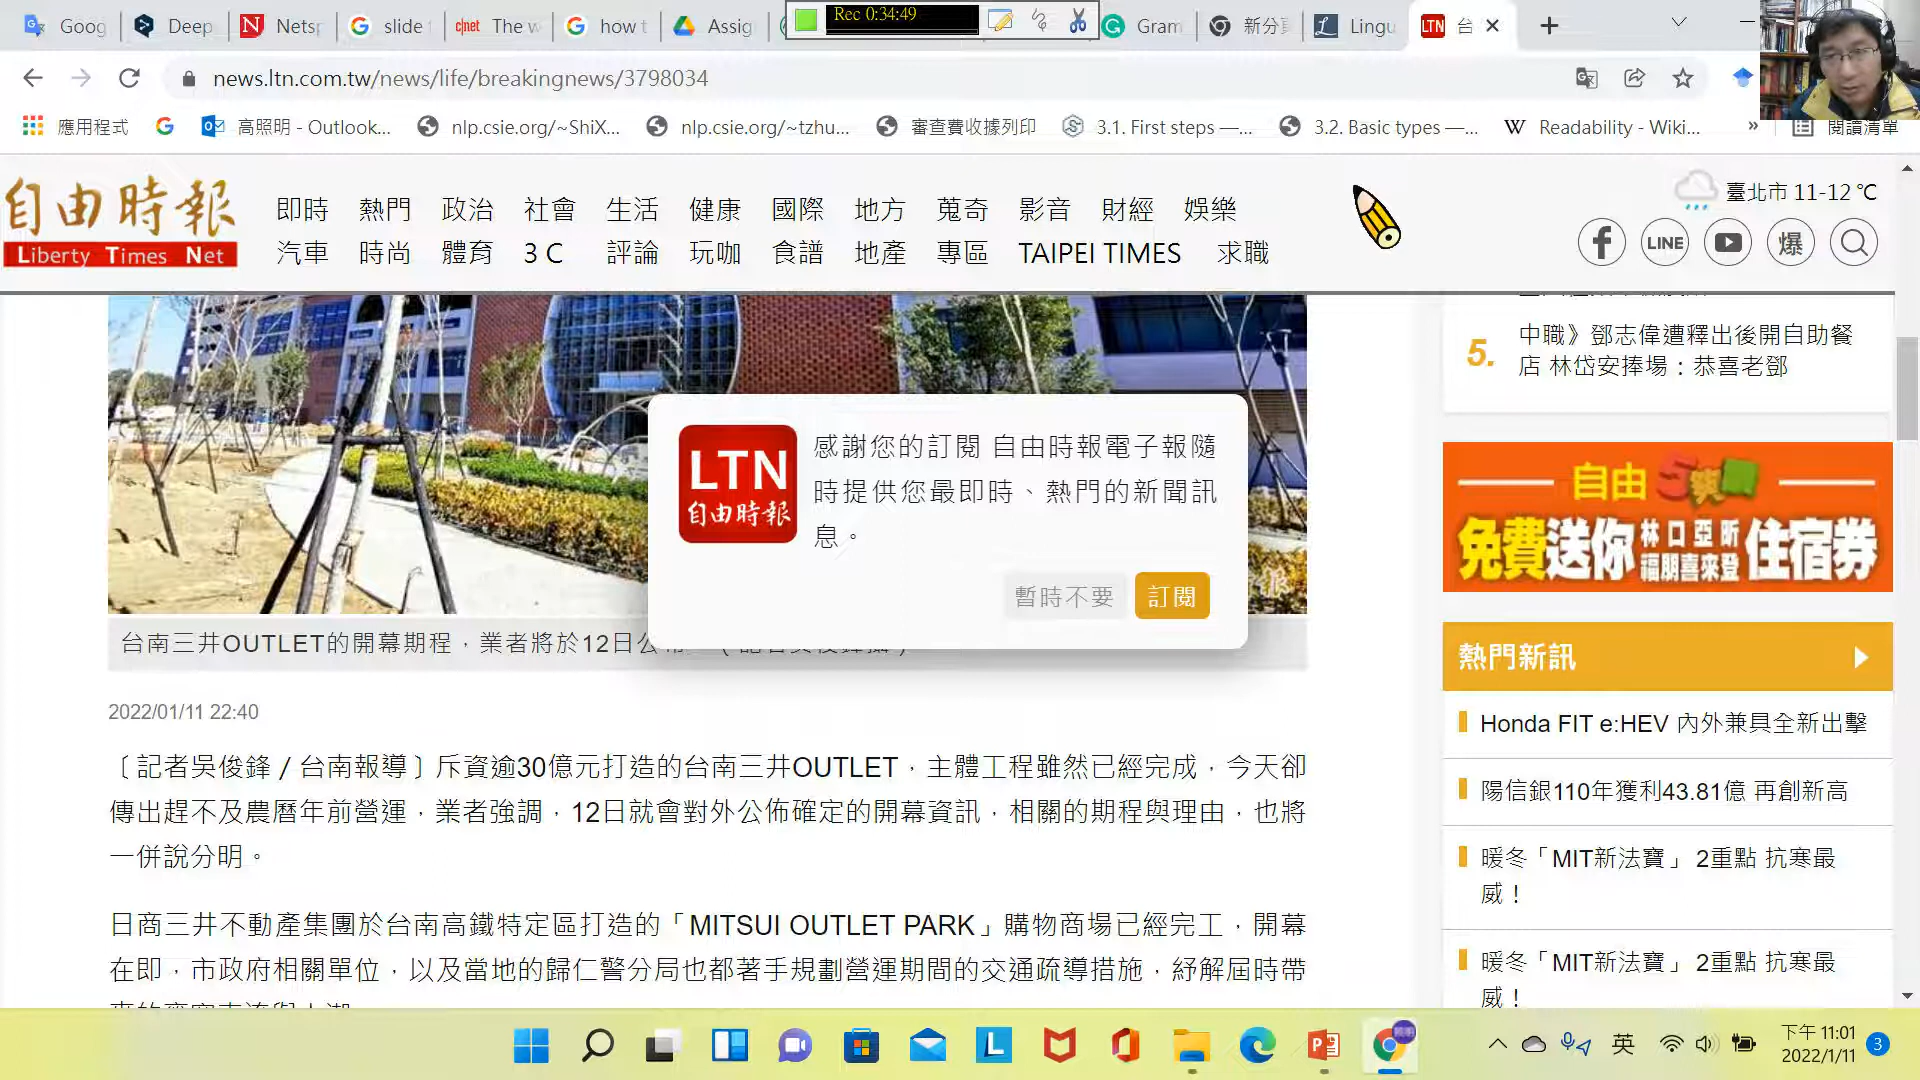 Goog
Deep
Netsp
slide
The w
how t
Assig
Rec 0:34:49
Gram
新分頁
Lingu
LTN 台
news.ltn.com.tw/news/life/breakingnews/3798034
應用程式
高照明 - Outlook...
nlp.csie.org/~ShiX...
nlp.csie.org/~tzhu...
審查費收據列印
3.1. First steps —...
3.2. Basic types —...
Readability - Wiki...
»
閱讀清單
自由時報
Liberty Times Net
即時 熱門 政治 社會 生活 健康 國際 地方 蒐奇 影音 財經 娛樂
汽車 時尚 體育 3 C 評論 玩咖 食譜 地產 專區 TAIPEI TIMES 求職
臺北市 11-12 ℃
LINE
爆
5. 中職》鄧志偉遭釋出後開自助餐
店 林岱安捧場：恭喜老鄧
LTN
自由時報
感謝您的訂閱 自由時報電子報隨
時提供您最即時、熱門的新聞訊
息。
暫時不要 訂閱
台南三井OUTLET的開幕期程，業者將於12日公
2022/01/11 22:40
〔記者吳俊鋒／台南報導〕斥資逾30億元打造的台南三井OUTLET，主體工程雖然已經完成，今天卻
傳出趕不及農曆年前營運，業者強調，12日就會對外公佈確定的開幕資訊，相關的期程與理由，也將
一併說分明。
日商三井不動產集團於台南高鐵特定區打造的「MITSUI OUTLET PARK」購物商場已經完工，開幕
在即，市政府相關單位，以及當地的歸仁警分局也都著手規劃營運期間的交通疏導措施，紓解屆時帶
自由
免費送你 林口亞昕福朋喜來登 住宿券
熱門新訊
Honda FIT e:HEV 內外兼具全新出擊
陽信銀110年獲利43.81億 再創新高
暖冬「MIT新法寶」 2重點 抗寒最
威！
暖冬「MIT新法寶」 2重點 抗寒最
威！
英
下午 11:01
2022/1/11
3